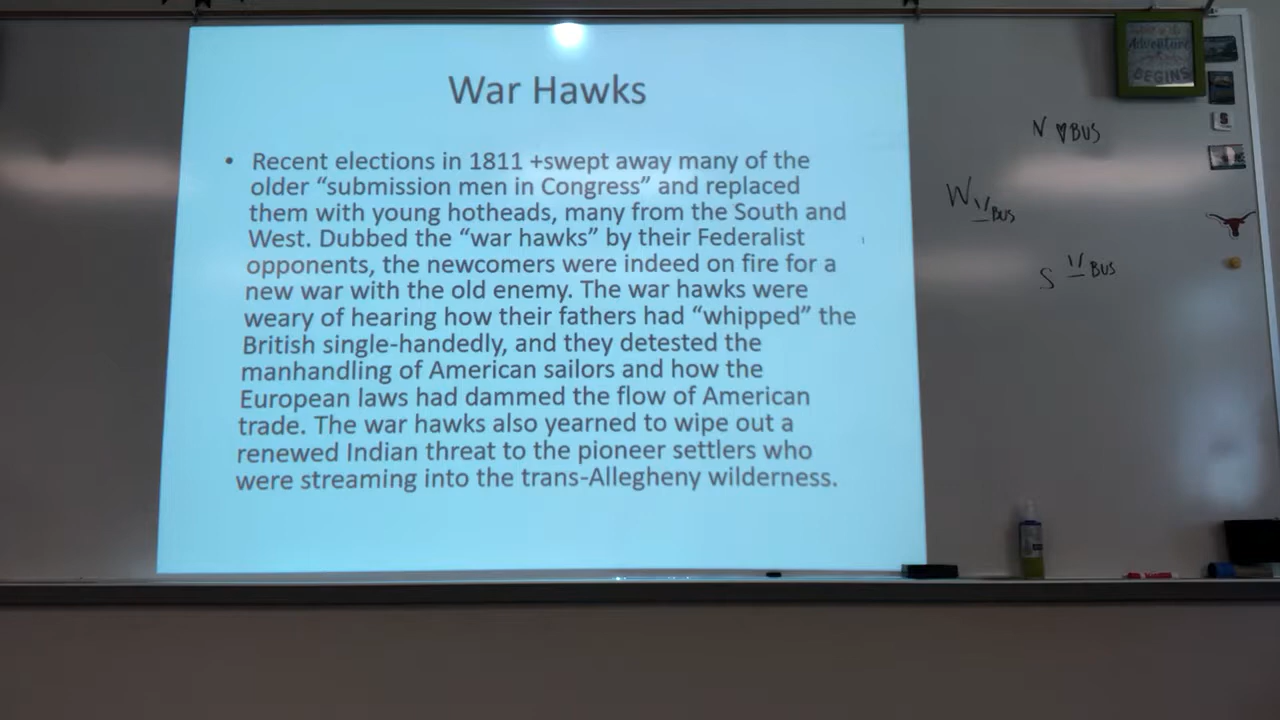 War Hawks
• Recent elections in 1811 +swept away many of the
older “submission men in Congress” and replaced
them with young hotheads, many from the South and
West. Dubbed the “war hawks” by their Federalist
opponents, the newcomers were indeed on fire for a
new war with the old enemy. The war hawks were
weary of hearing how their fathers had “whipped” the
British single-handedly, and they detested the
manhandling of American sailors and how the
European laws had dammed the flow of American
trade. The war hawks also yearned to wipe out a
renewed Indian threat to the pioneer settlers who
were streaming into the trans-Allegheny wilderness.
N ♥BUS
W BUS
S BUS
Adventure
BEGINS
S